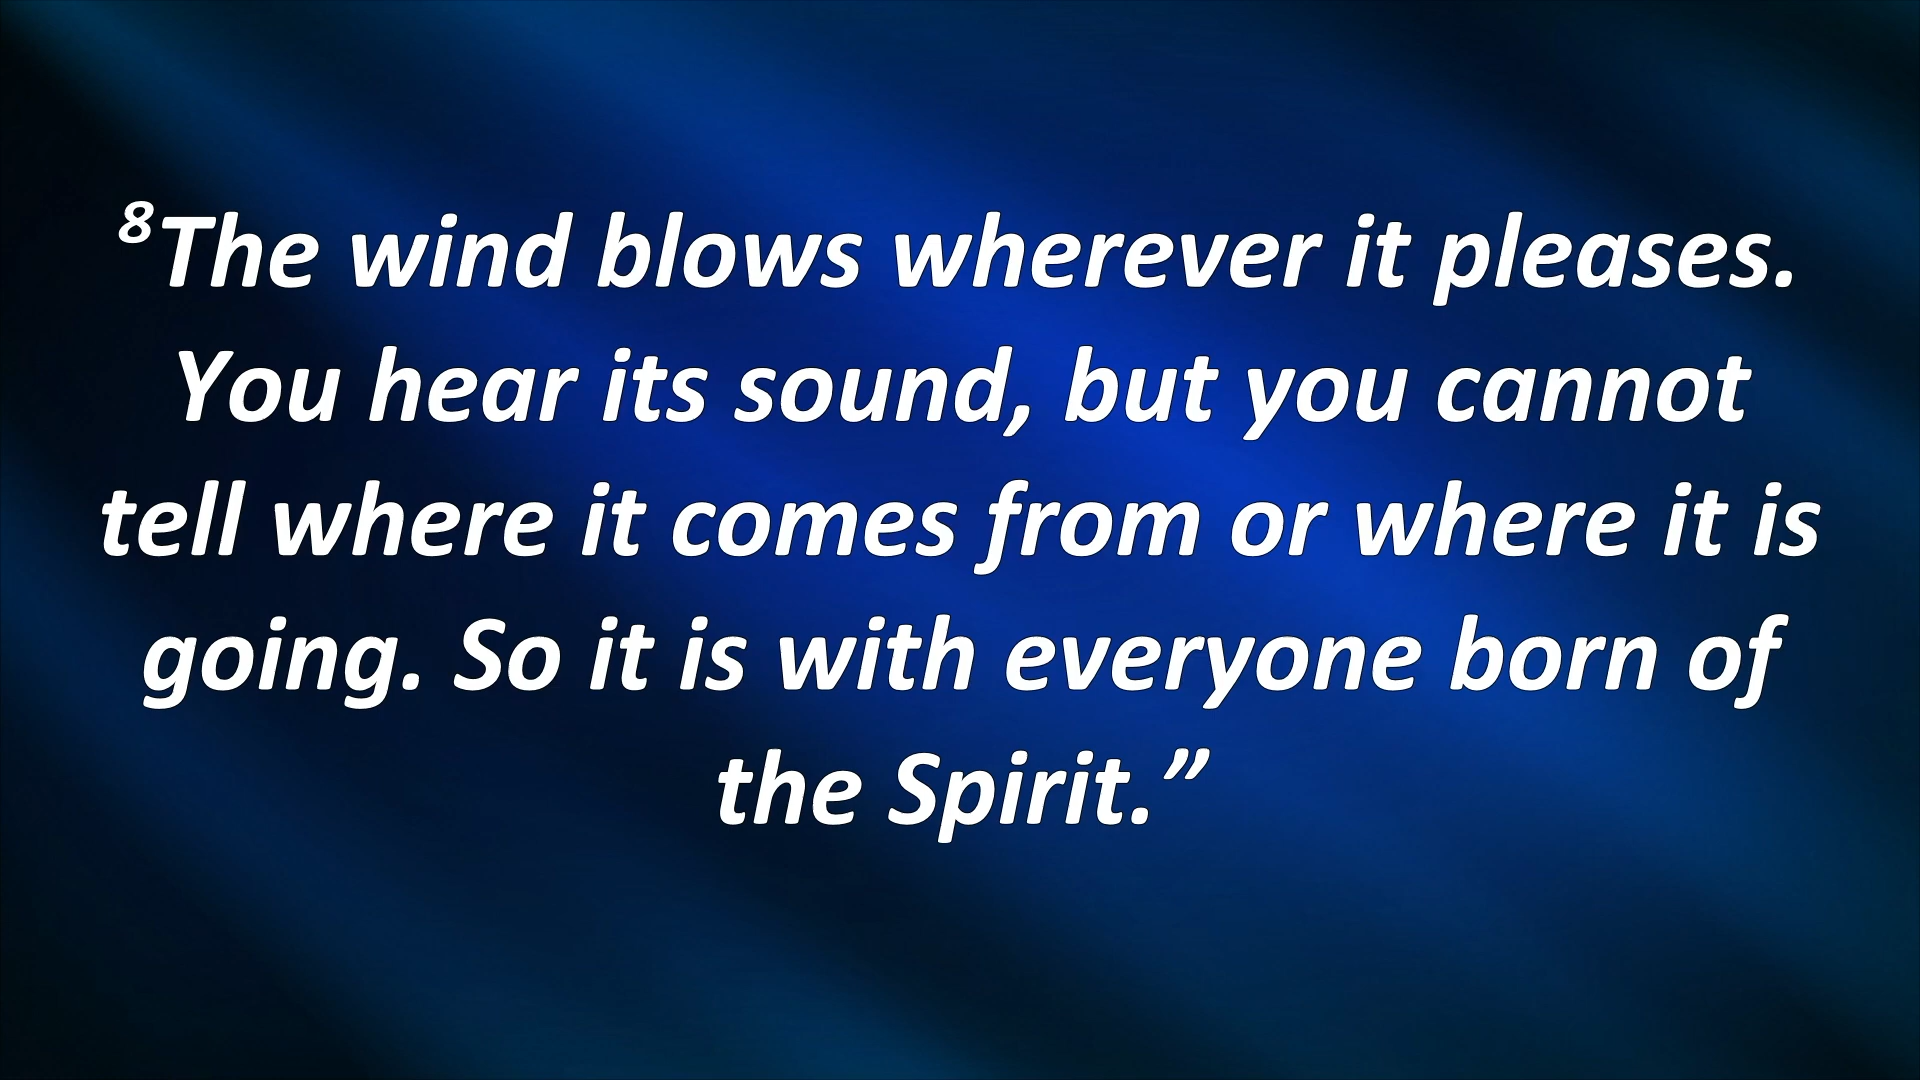 ⁸The wind blows wherever it pleases.
You hear its sound, but you cannot
tell where it comes from or where it is
going. So it is with everyone born of
the Spirit.”